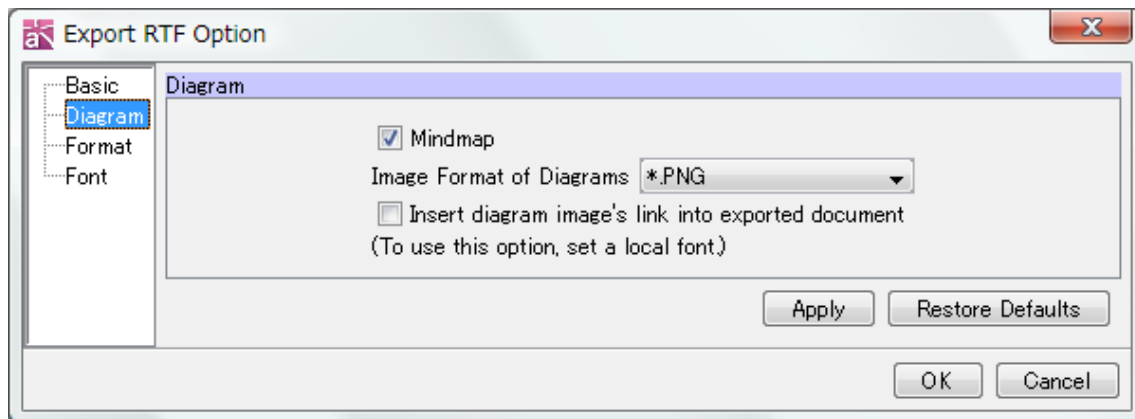 Export RTF Option
Basic
Diagram
Format
Font
Diagram
Mindmap
Image Format of Diagrams *.PNG
Insert diagram image's link into exported document
(To use this option, set a local font.)
Apply Restore Defaults
OK Cancel